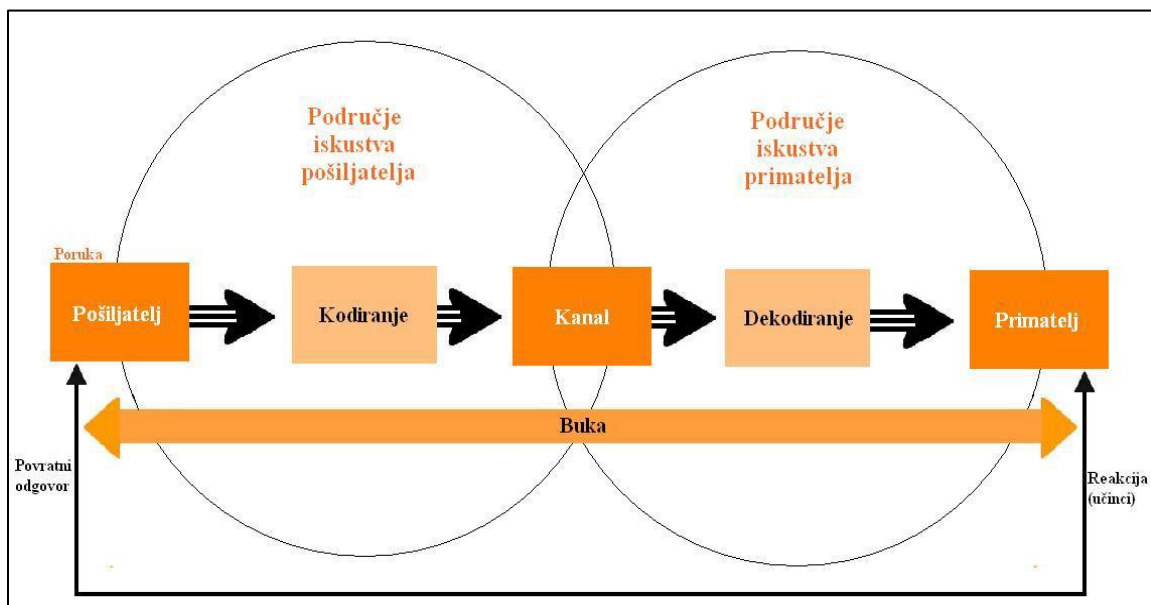 Područje
iskustva
pošiljatelja
Područje
iskustva
primatelja
Poruka
Pošiljatelj
Kodiranje
Kanal
Dekodiranje
Primatelj
Buka
Povratni
odgovor
Reakcija
(učinci)